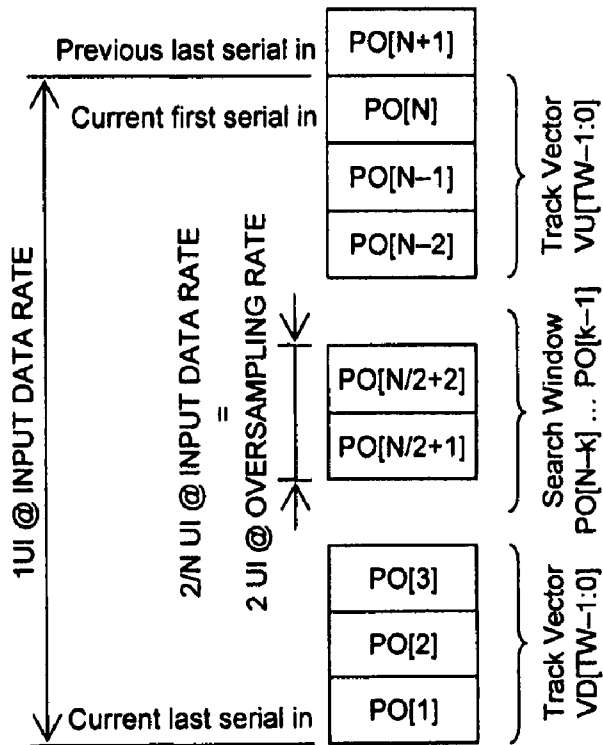 Previous last serial in
PO[N+1]
Current first serial in
PO[N]
PO[N–1]
PO[N–2]
Track Vector
VU[TW–1:0]
1UI @ INPUT DATA RATE
2/N UI @ INPUT DATA RATE
=
2 UI @ OVERSAMPLING RATE
PO[N/2+2]
PO[N/2+1]
Search Window
PO[N–k] ... PO[k–1]
PO[3]
PO[2]
Current last serial in
PO[1]
Track Vector
VD[TW–1:0]